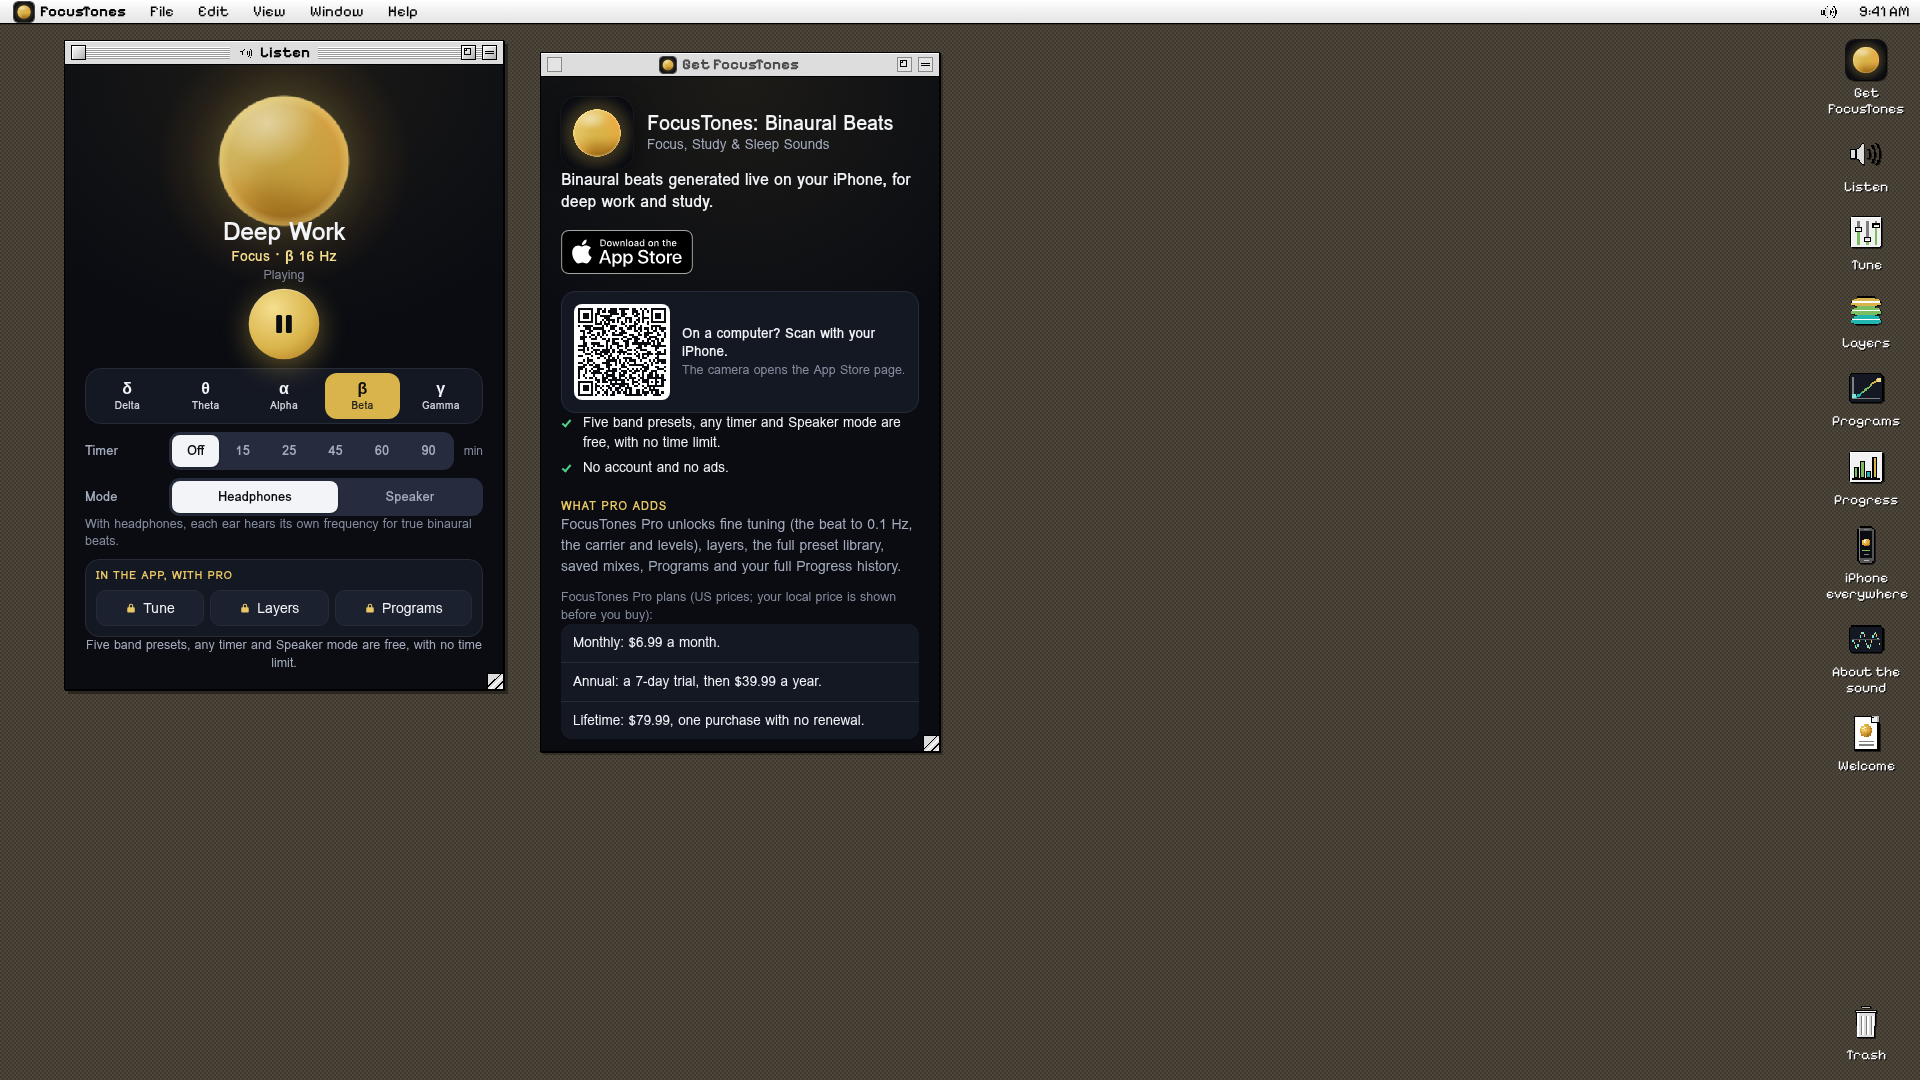 FocusTones File Edit View Window Help 9:41 AM
Listen
Deep Work
Focus · β 16 Hz
Playing
δ θ α β γ
Delta Theta Alpha Beta Gamma
Timer Off 15 25 45 60 90 min
Mode Headphones Speaker
With headphones, each ear hears its own frequency for true binaural
beats.
IN THE APP, WITH PRO
Tune Layers Programs
Five band presets, any timer and Speaker mode are free, with no time
limit.
Get FocusTones
FocusTones: Binaural Beats
Focus, Study & Sleep Sounds
Binaural beats generated live on your iPhone, for
deep work and study.
Download on the
App Store
On a computer? Scan with your
iPhone.
The camera opens the App Store page.
Five band presets, any timer and Speaker mode are
free, with no time limit.
No account and no ads.
WHAT PRO ADDS
FocusTones Pro unlocks fine tuning (the beat to 0.1 Hz,
the carrier and levels), layers, the full preset library,
saved mixes, Programs and your full Progress history.
FocusTones Pro plans (US prices; your local price is shown
before you buy):
Monthly: $6.99 a month.
Annual: a 7-day trial, then $39.99 a year.
Lifetime: $79.99, one purchase with no renewal.
Get
FocusTones
Listen
Tune
Layers
Programs
Progress
iPhone
everywhere
About the
sound
Welcome
Trash